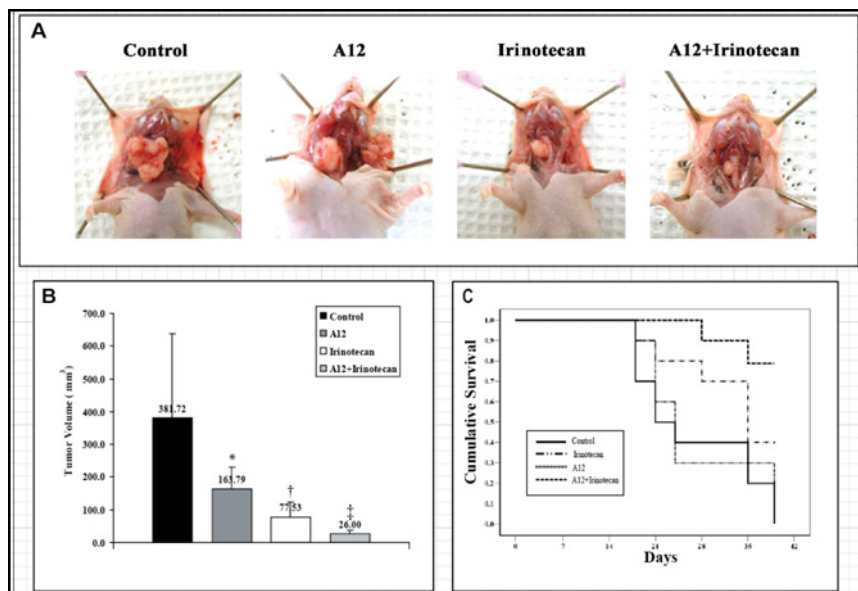 A
Control A12 Irinotecan A12+Irinotecan
B
Tumor Volume ( mm3 )
700.0
600.0
500.0
400.0
300.0
200.0
100.0
0.0
381.72
*
163.79
†
77.53
‡
26.00
Control
A12
Irinotecan
A12+Irinotecan
C
Cumulative Survival
1.0
0.9
0.8
0.7
0.6
0.5
0.4
0.3
0.2
0.1
0.0
Control
Irinotecan
A12
A12+Irinotecan
0 7 14 21 28 35 42
Days